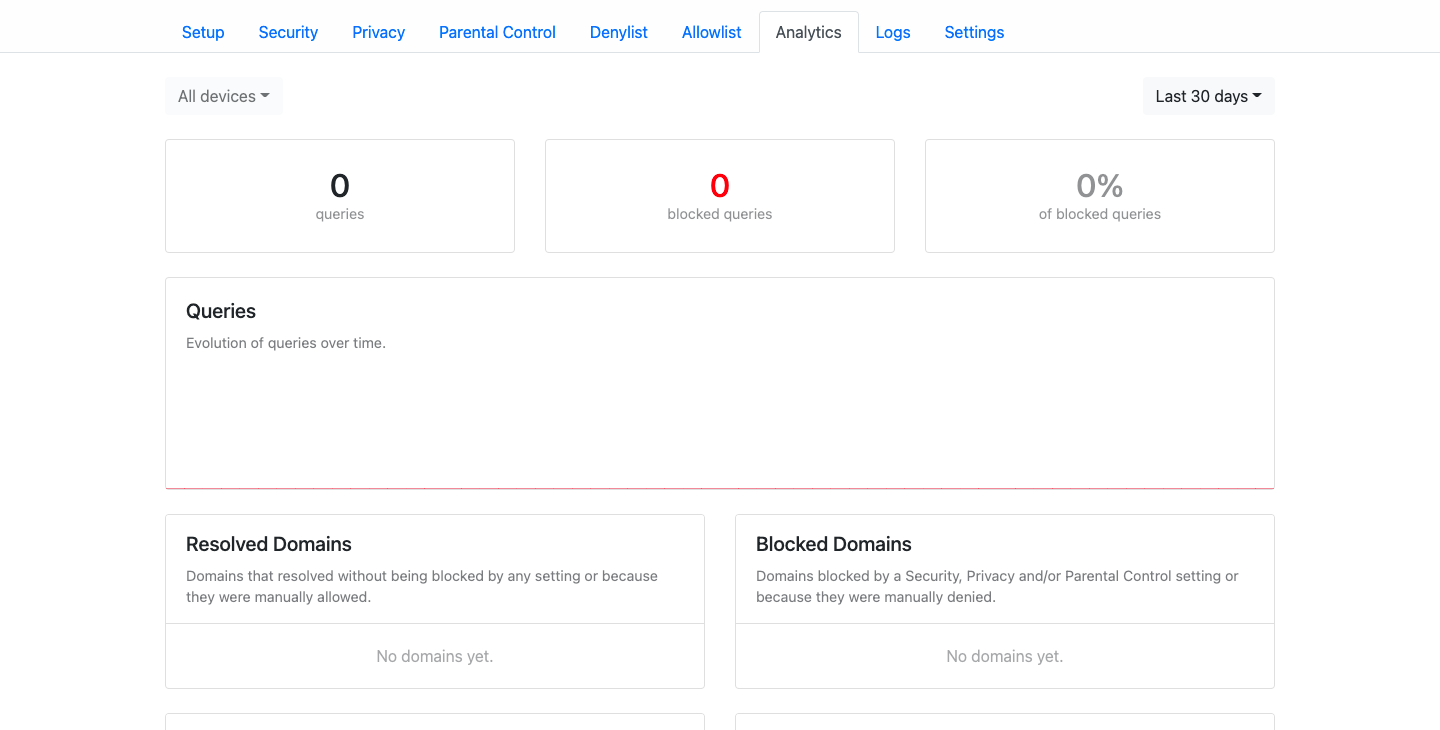 Setup Security Privacy Parental Control Denylist Allowlist Analytics Logs Settings
All devices Last 30 days
0 0 0%
queries blocked queries of blocked queries
Queries
Evolution of queries over time.
Resolved Domains
Domains that resolved without being blocked by any setting or because
they were manually allowed.
No domains yet.
Blocked Domains
Domains blocked by a Security, Privacy and/or Parental Control setting or
because they were manually denied.
No domains yet.